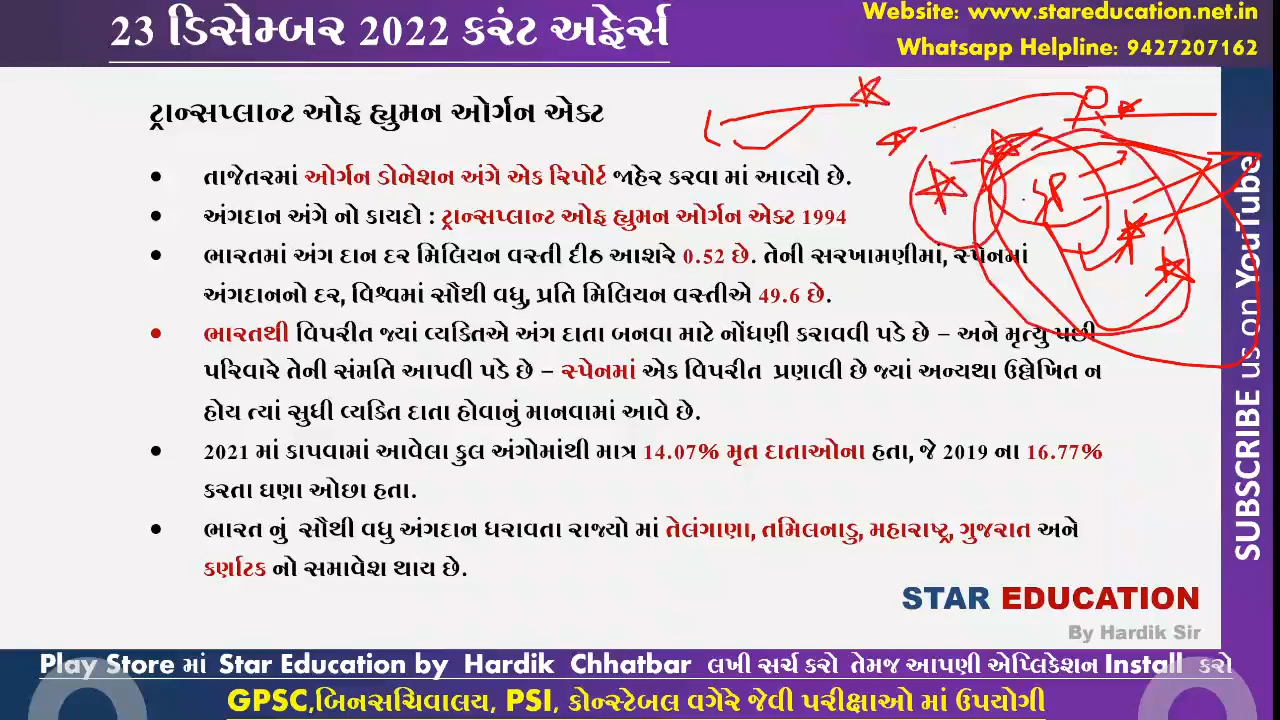 23 ડિસેમ્બર 2022 કરંટ અફેર્સ
Website: www.stareducation.net.in
Whatsapp Helpline: 9427207162
ટ્રાન્સપ્લાન્ટ ઓફ હ્યુમન ઓર્ગન એક્ટ
• તાજેતરમાં ઓર્ગન ડોનેશન અંગે એક રિપોર્ટ જાહેર કરવા માં આવ્યો છે.
• અંગદાન અંગે નો કાયદો : ટ્રાન્સપ્લાન્ટ ઓફ હ્યુમન ઓર્ગન એક્ટ 1994
• ભારતમાં અંગ દાન દર મિલિયન વસ્તી દીઠ આશરે 0.52 છે. તેની સરખામણીમાં, સ્પેનમાં
અંગદાનનો દર, વિશ્વમાં સૌથી વધુ, પ્રતિ મિલિયન વસ્તીએ 49.6 છે.
• ભારતથી વિપરીત જ્યાં વ્યક્તિએ અંગ દાતા બનવા માટે નોંધણી કરાવવી પડે છે – અને મૃત્યુ પછી
પરિવારે તેની સંમતિ આપવી પડે છે – સ્પેનમાં એક વિપરીત પ્રણાલી છે જ્યાં અન્યથા ઉલ્લેખિત ન
હોય ત્યાં સુધી વ્યક્તિ દાતા હોવાનું માનવામાં આવે છે.
• 2021 માં કાપવામાં આવેલા કુલ અંગોમાંથી માત્ર 14.07% મૃત દાતાઓના હતા, જે 2019 ના 16.77%
કરતા ઘણા ઓછા હતા.
• ભારત નું સૌથી વધુ અંગદાન ધરાવતા રાજ્યો માં તેલંગાણા, તમિલનાડુ, મહારાષ્ટ્ર, ગુજરાત અને
કર્ણાટક નો સમાવેશ થાય છે.
SP
SUBSCRIBE us on YouTube
STAR EDUCATION
By Hardik Sir
Play Store માં Star Education by Hardik Chhatbar લખી સર્ચ કરો તેમજ આપણી એપ્લિકેશન Install કરો
GPSC,બિનસચિવાલય, PSI, કોન્સ્ટેબલ વગેરે જેવી પરીક્ષાઓ માં ઉપયોગી